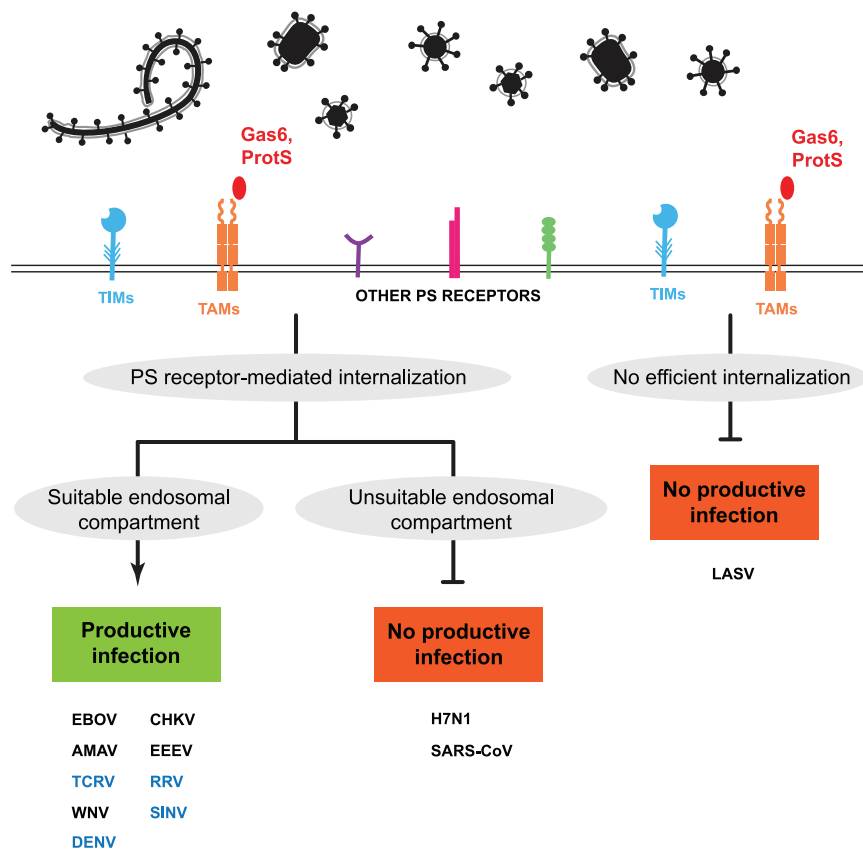 Gas6,
ProtS
Gas6,
ProtS
TIMs
TAMs
OTHER PS RECEPTORS
TIMs
TAMs
PS receptor-mediated internalization
No efficient internalization
Suitable endosomal
compartment
Unsuitable endosomal
compartment
No productive
infection
LASV
Productive
infection
No productive
infection
EBOV CHKV
AMAV EEEV
TCRV RRV
WNV SINV
DENV
H7N1
SARS-CoV